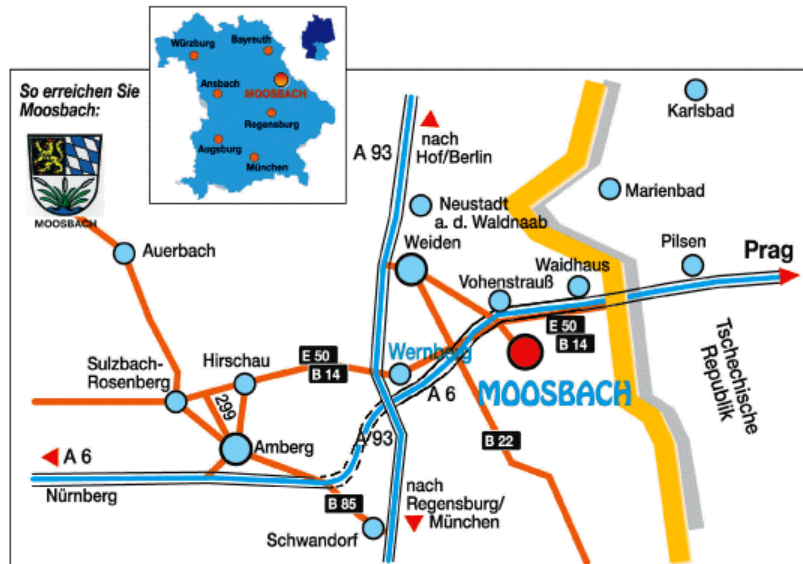 Würzburg
Bayreuth
Ansbach
MOOSBACH
Regensburg
Augsburg
München
So erreichen Sie
Moosbach:
MOOSBACH
A 93
nach
Hof/Berlin
Karlsbad
Neustadt
a. d. Waldnaab
Marienbad
Auerbach
Weiden
Vohenstrauß
Waidhaus
Pilsen
Prag
E 50
B 14
Tschechische
Republik
Sulzbach-
Rosenberg
Hirschau
E 50
B 14
Wernberg
A 6
MOOSBACH
299
Amberg
A 93
B 22
A 6
Nürnberg
B 85
nach
Regensburg/
München
Schwandorf